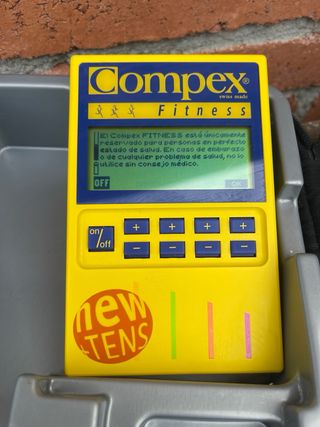 Compex®
swiss made
Fitness
El Compex FITNESS está únicamente
reservado para personas en perfecto
estado de salud. En caso de embarazo
o de cualquier problema de salud, no lo
utilice sin consejo médico.
OFF
OK
on/off
+ + + +
− − − −
new
TENS